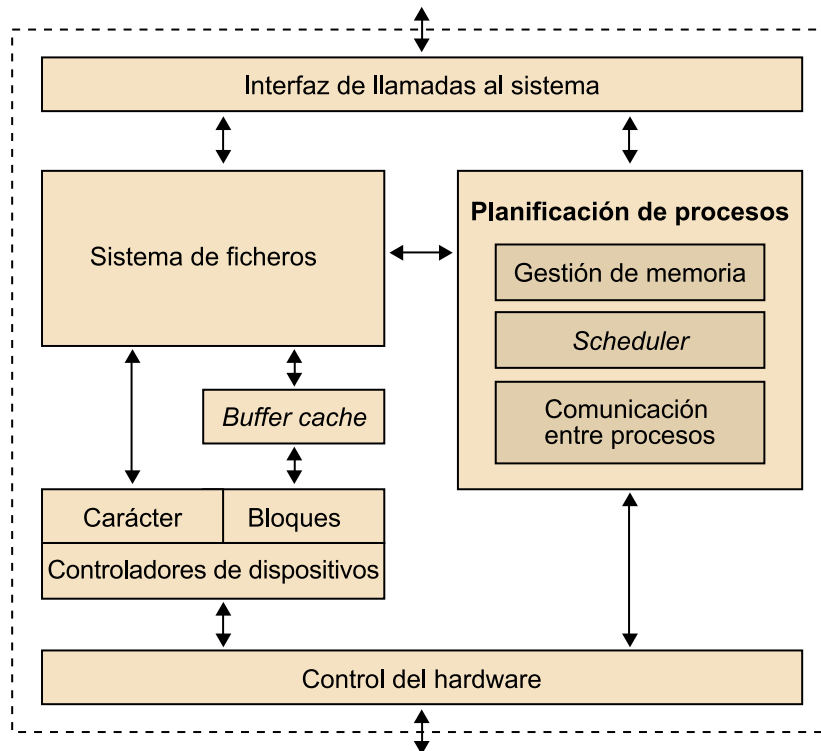 Interfaz de llamadas al sistema
Sistema de ficheros
Planificación de procesos
Gestión de memoria
Scheduler
Comunicación
entre procesos
Buffer cache
Carácter
Bloques
Controladores de dispositivos
Control del hardware